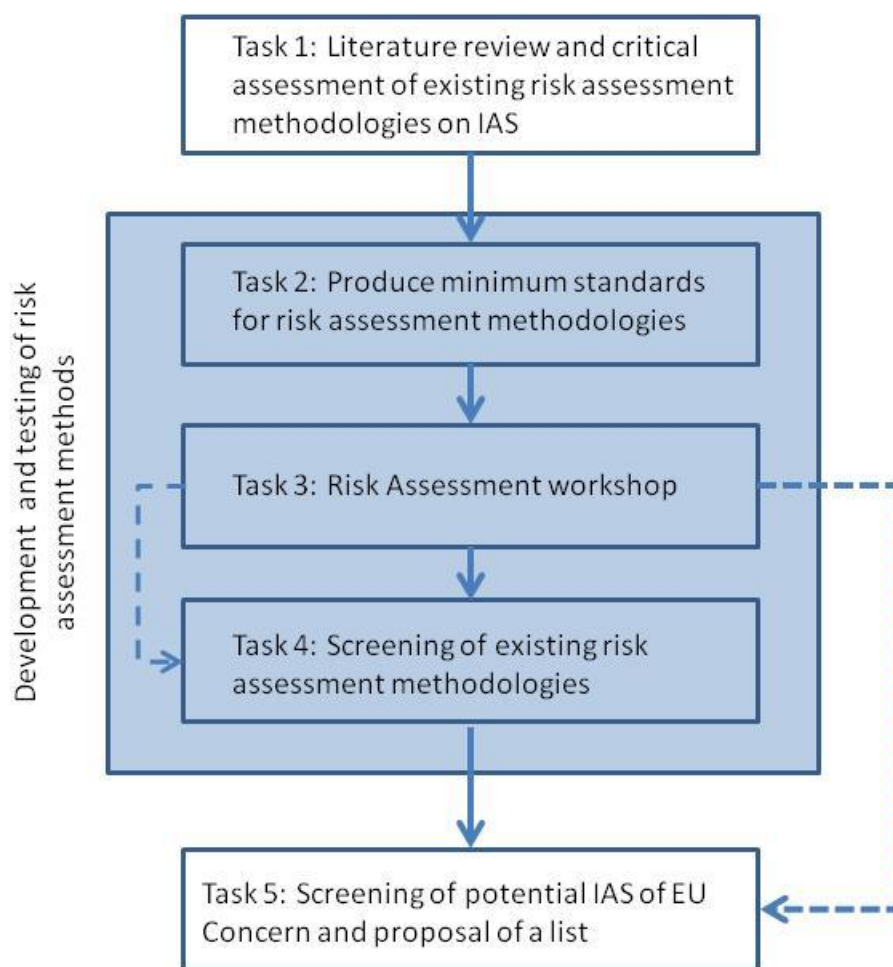 Task 1: Literature review and critical
assessment of existing risk assessment
methodologies on IAS
Development and testing of risk
assessment methods
Task 2: Produce minimum standards
for risk assessment methodologies
Task 3: Risk Assessment workshop
Task 4: Screening of existing risk
assessment methodologies
Task 5: Screening of potential IAS of EU
Concern and proposal of a list